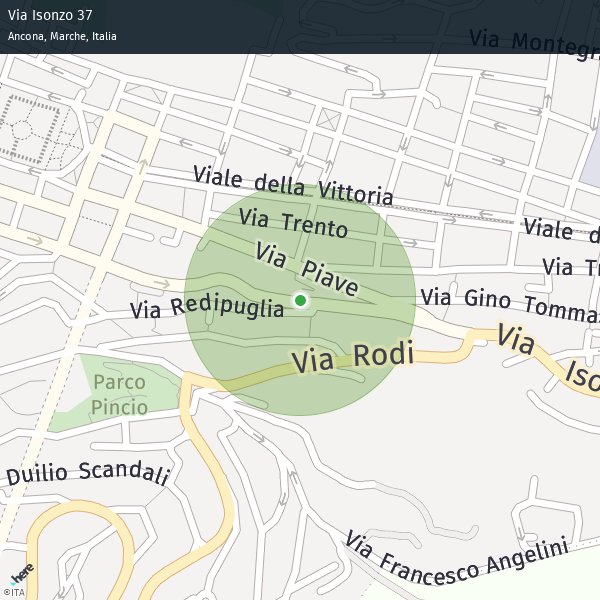 Via Isonzo 37
Ancona, Marche, Italia
Via Montegr
Viale della Vittoria
Via Trento
Viale d
Via Piave
Via Tr
Via Redipuglia
Via Gino Tommas
Via Rodi
Via Iso
Parco
Pincio
Duilio Scandali
Via Francesco Angelini
here
©ITA